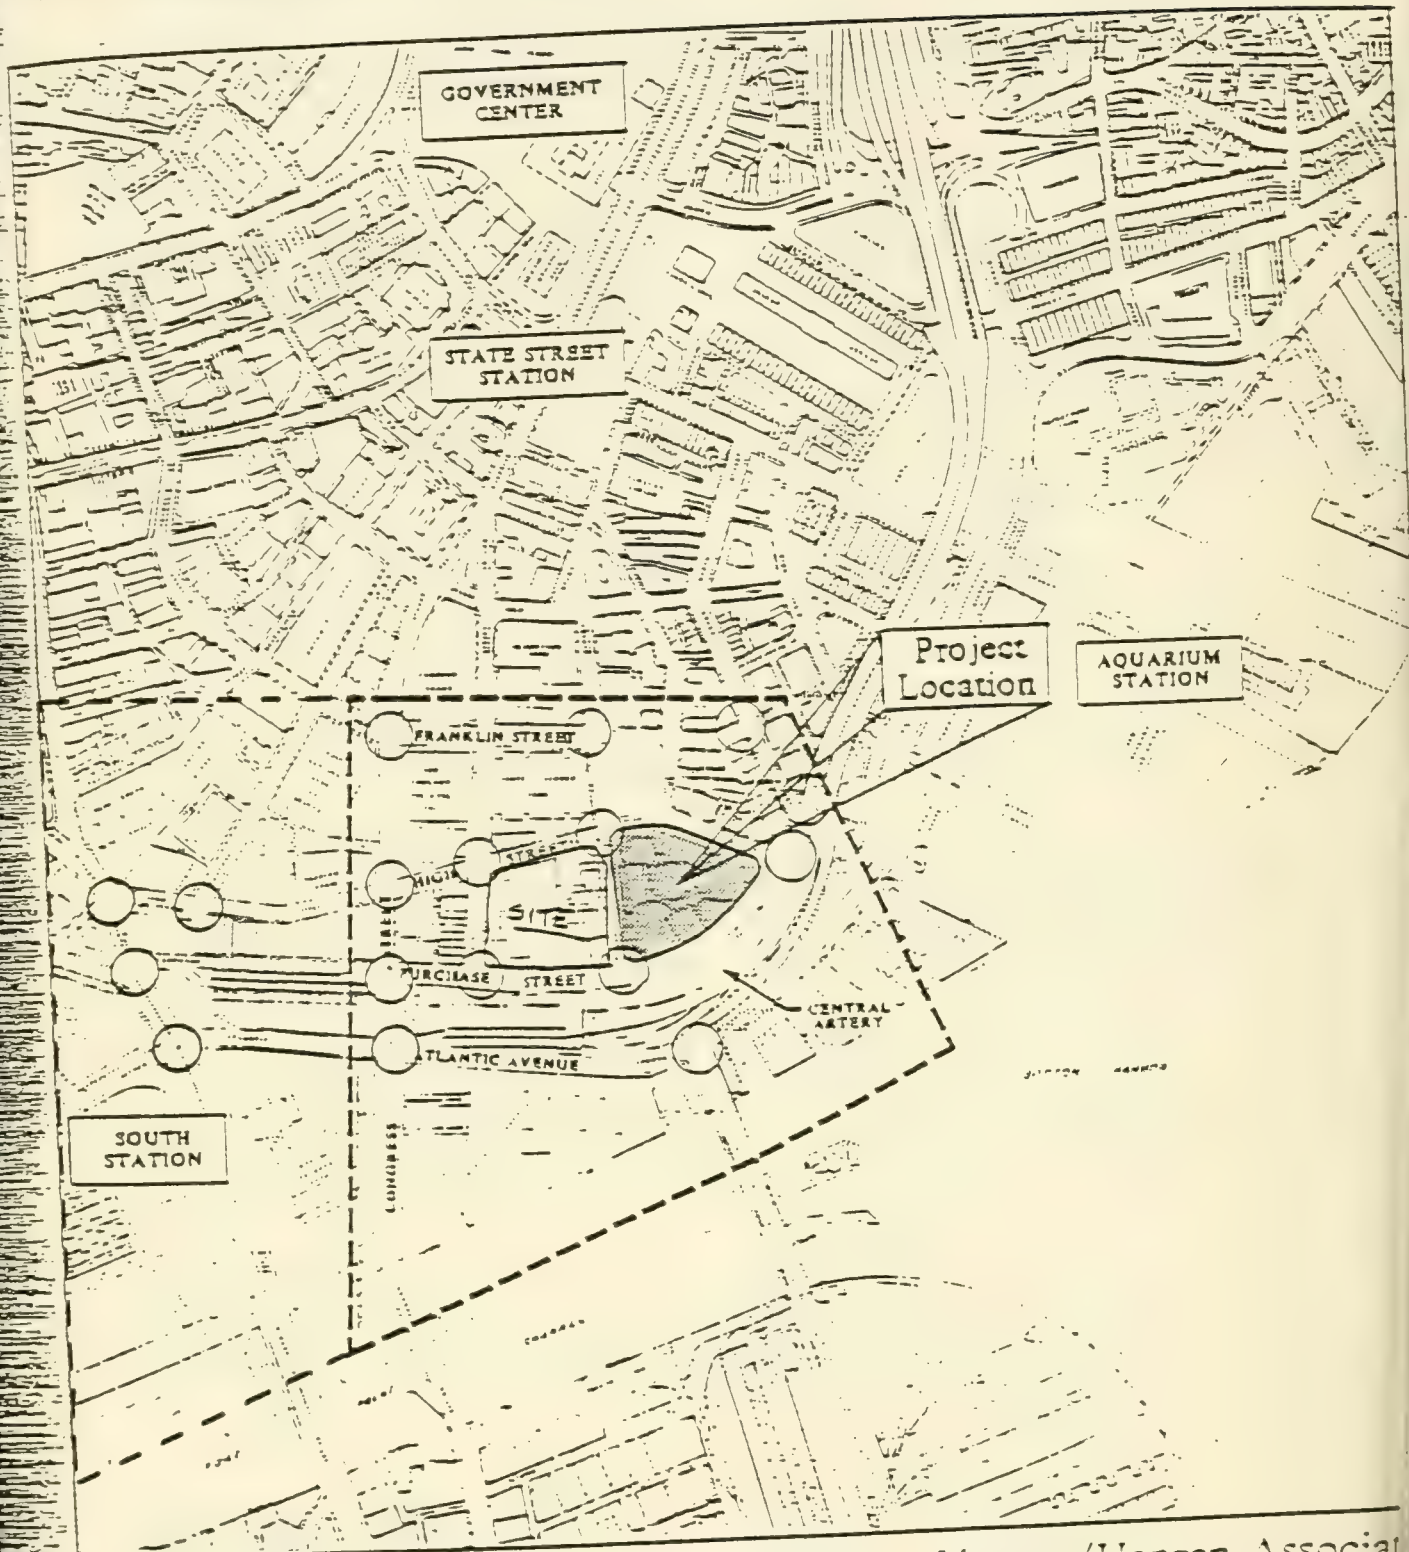 GOVERNMENT
CENTER
STATE STREET
STATION
Project
Location
AQUARIUM
STATION
FRANKLIN STREET
HIGH STREET
SITE
PURCHASE STREET
CENTRAL
ARTERY
ATLANTIC AVENUE
SOUTH
STATION
CONGRESS